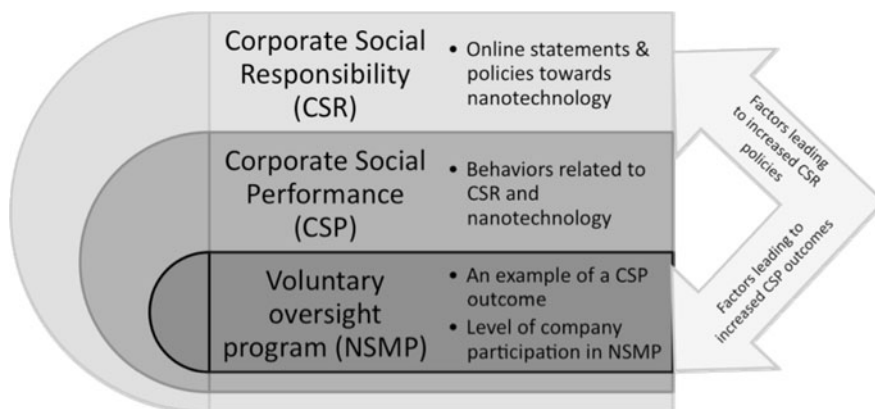 Corporate Social
Responsibility
(CSR)
• Online statements &
policies towards
nanotechnology
Corporate Social
Performance
(CSP)
• Behaviors related to
CSR and
nanotechnology
Voluntary
oversight
program (NSMP)
• An example of a CSP
outcome
• Level of company
participation in NSMP
Factors leading
to increased CSR
policies
Factors leading to
increased CSP outcomes